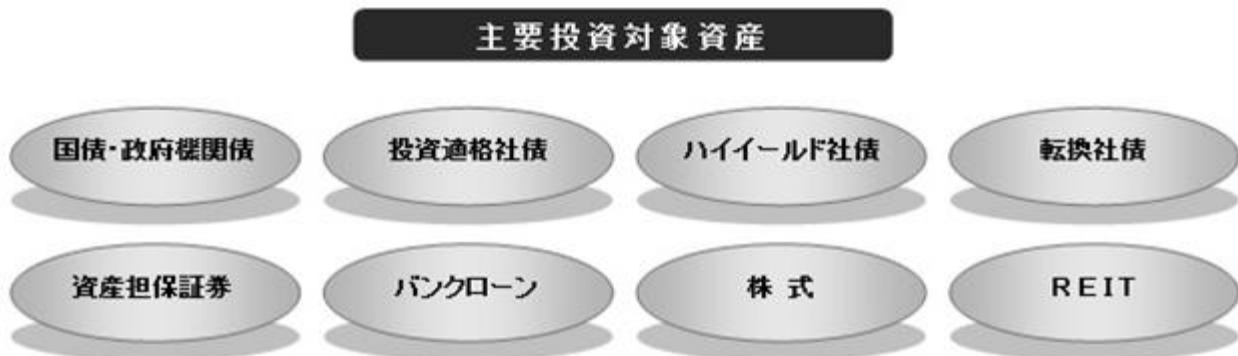 主要投資対象資産
国債・政府機関債
投資適格社債
ハイイールド社債
転換社債
資産担保証券
バンクローン
株 式
ＲＥＩＴ